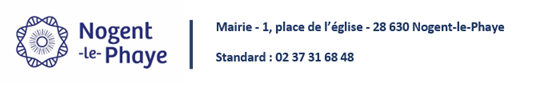 Nogent
-le-
Phaye
Mairie - 1, place de l'église - 28 630 Nogent-le-Phaye
Standard : 02 37 31 68 48